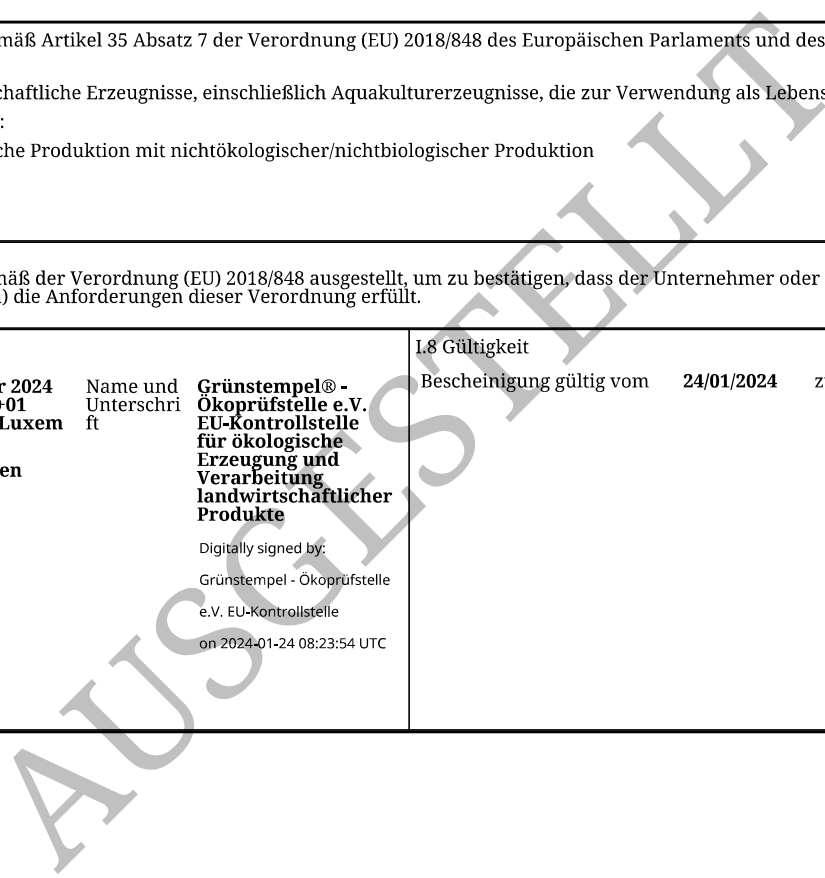 mäß Artikel 35 Absatz 7 der Verordnung (EU) 2018/848 des Europäischen Parlaments und des
chaftliche Erzeugnisse, einschließlich Aquakulturerzeugnisse, die zur Verwendung als Lebens
:
che Produktion mit nichtökologischer/nichtbiologischer Produktion
mäß der Verordnung (EU) 2018/848 ausgestellt, um zu bestätigen, dass der Unternehmer oder
) die Anforderungen dieser Verordnung erfüllt.
r 2024
+01
Luxem
en
Name und
Unterschri
ft
Grünstempel® -
Ökoprüfstelle e.V.
EU-Kontrollstelle
für ökologische
Erzeugung und
Verarbeitung
landwirtschaftlicher
Produkte
Digitally signed by:
Grünstempel - Ökoprüfstelle
e.V. EU-Kontrollstelle
on 2024-01-24 08:23:54 UTC
I.8 Gültigkeit
Bescheinigung gültig vom 24/01/2024 z
AUSGESTELLT